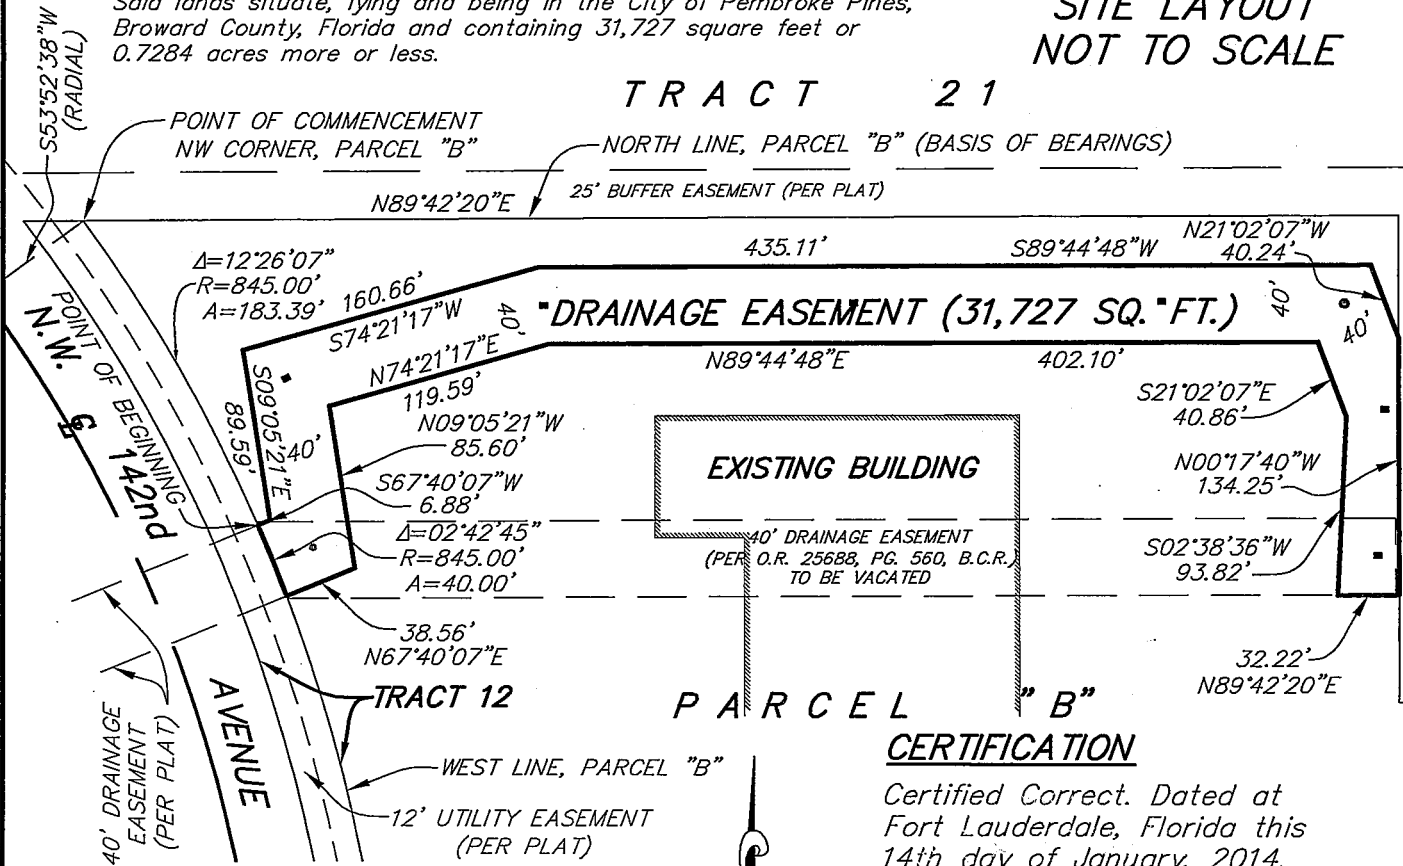 Said lands situate, lying and being in the City of Pembroke Pines,
Broward County, Florida and containing 31,727 square feet or
0.7284 acres more or less.
SITE LAYOUT
NOT TO SCALE
S53°52'38"W
(RADIAL)
TRACT 21
POINT OF COMMENCEMENT
NW CORNER, PARCEL "B"
NORTH LINE, PARCEL "B" (BASIS OF BEARINGS)
N89°42'20"E
25' BUFFER EASEMENT (PER PLAT)
Δ=12°26'07"
R=845.00'
A=183.39'
160.66'
S74°21'17"W
435.11'
S89°44'48"W
N21°02'07"W
40.24'
40'
DRAINAGE EASEMENT (31,727 SQ. FT.)
40'
40'
N74°21'17"E
119.59'
N89°44'48"E
402.10'
POINT OF BEGINNING
N.W. 142nd
AVENUE
S09°05'21"E
89.59'
40'
N09°05'21"W
85.60'
S67°40'07"W
6.88'
Δ=02°42'45"
R=845.00'
A=40.00'
38.56'
N67°40'07"E
EXISTING BUILDING
40' DRAINAGE EASEMENT
(PER O.R. 25688, PG. 560, B.C.R.)
TO BE VACATED
S21°02'07"E
40.86'
N00°17'40"W
134.25'
S02°38'36"W
93.82'
32.22'
N89°42'20"E
TRACT 12
PARCEL "B"
WEST LINE, PARCEL "B"
12' UTILITY EASEMENT
(PER PLAT)
40' DRAINAGE
EASEMENT
(PER PLAT)
CERTIFICATION
Certified Correct. Dated at
Fort Lauderdale, Florida this
14th day of January, 2014.